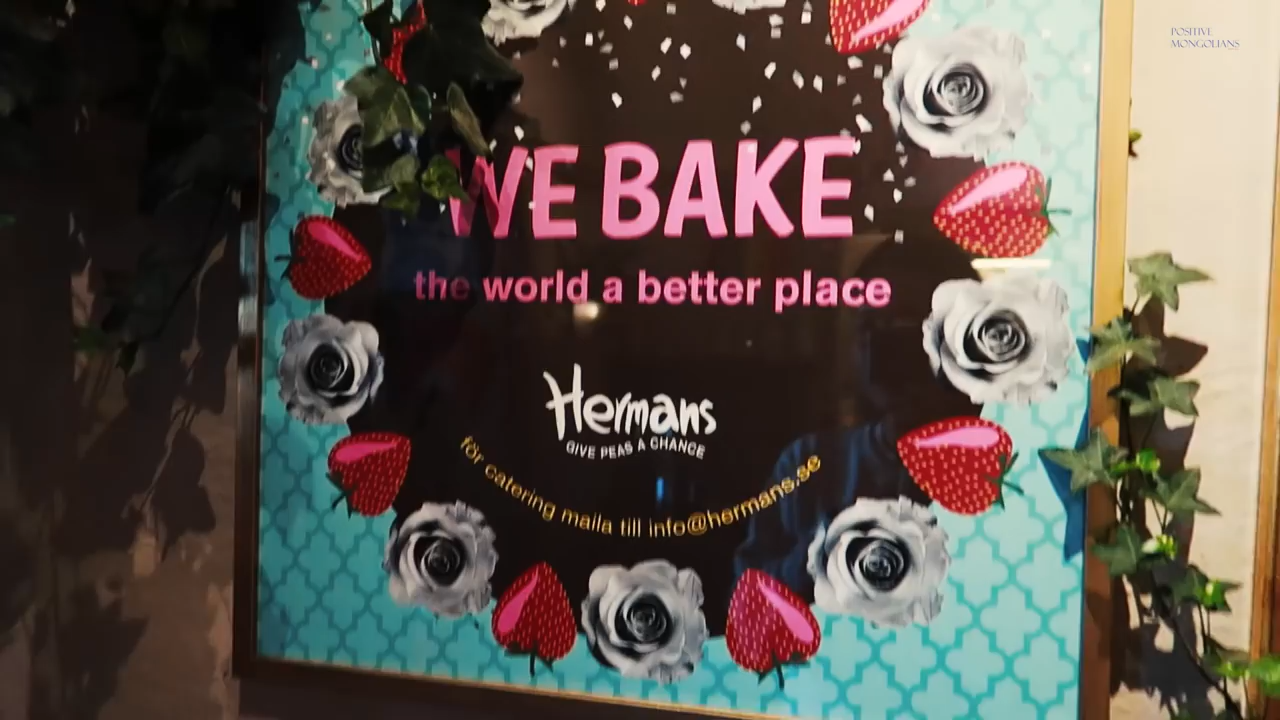 POSITIVE
MONGOLIANS
WE BAKE
the world a better place
Hermans
GIVE PEAS A CHANCE
för catering maila till info@hermans.se